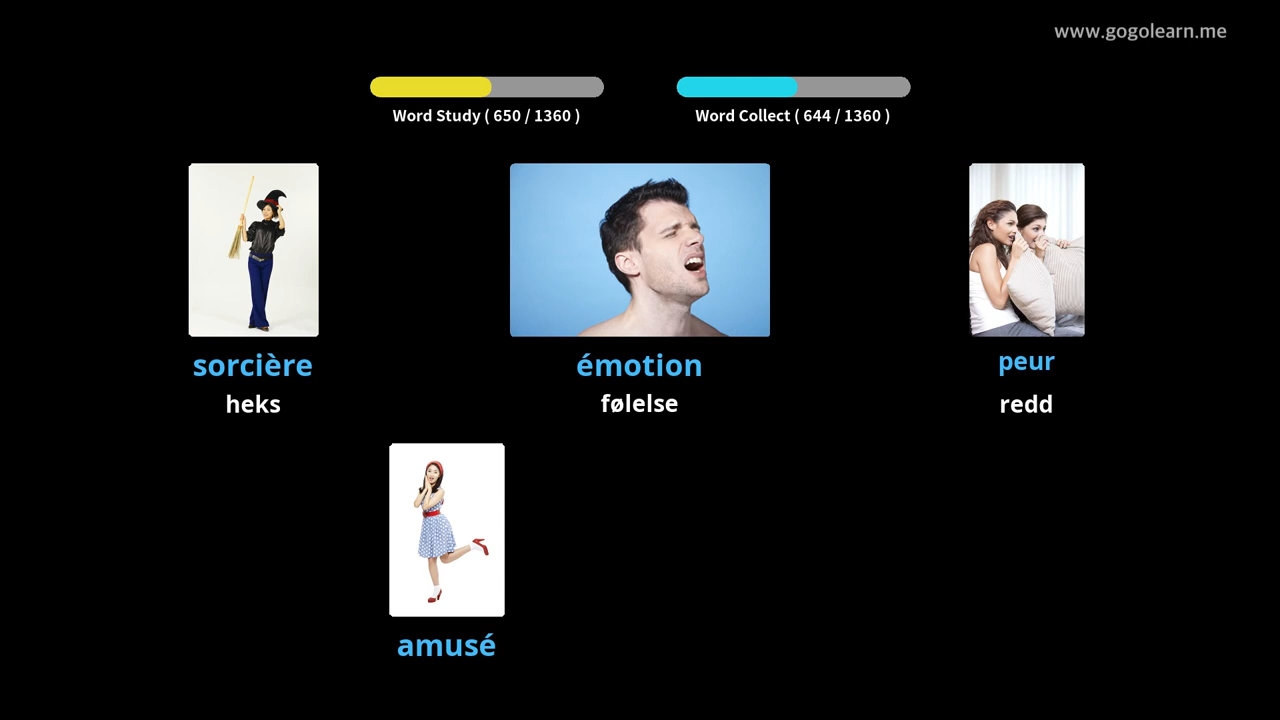 www.gogolearn.me
Word Study ( 650 / 1360 )
Word Collect ( 644 / 1360 )
sorcière
heks
émotion
følelse
peur
redd
amusé